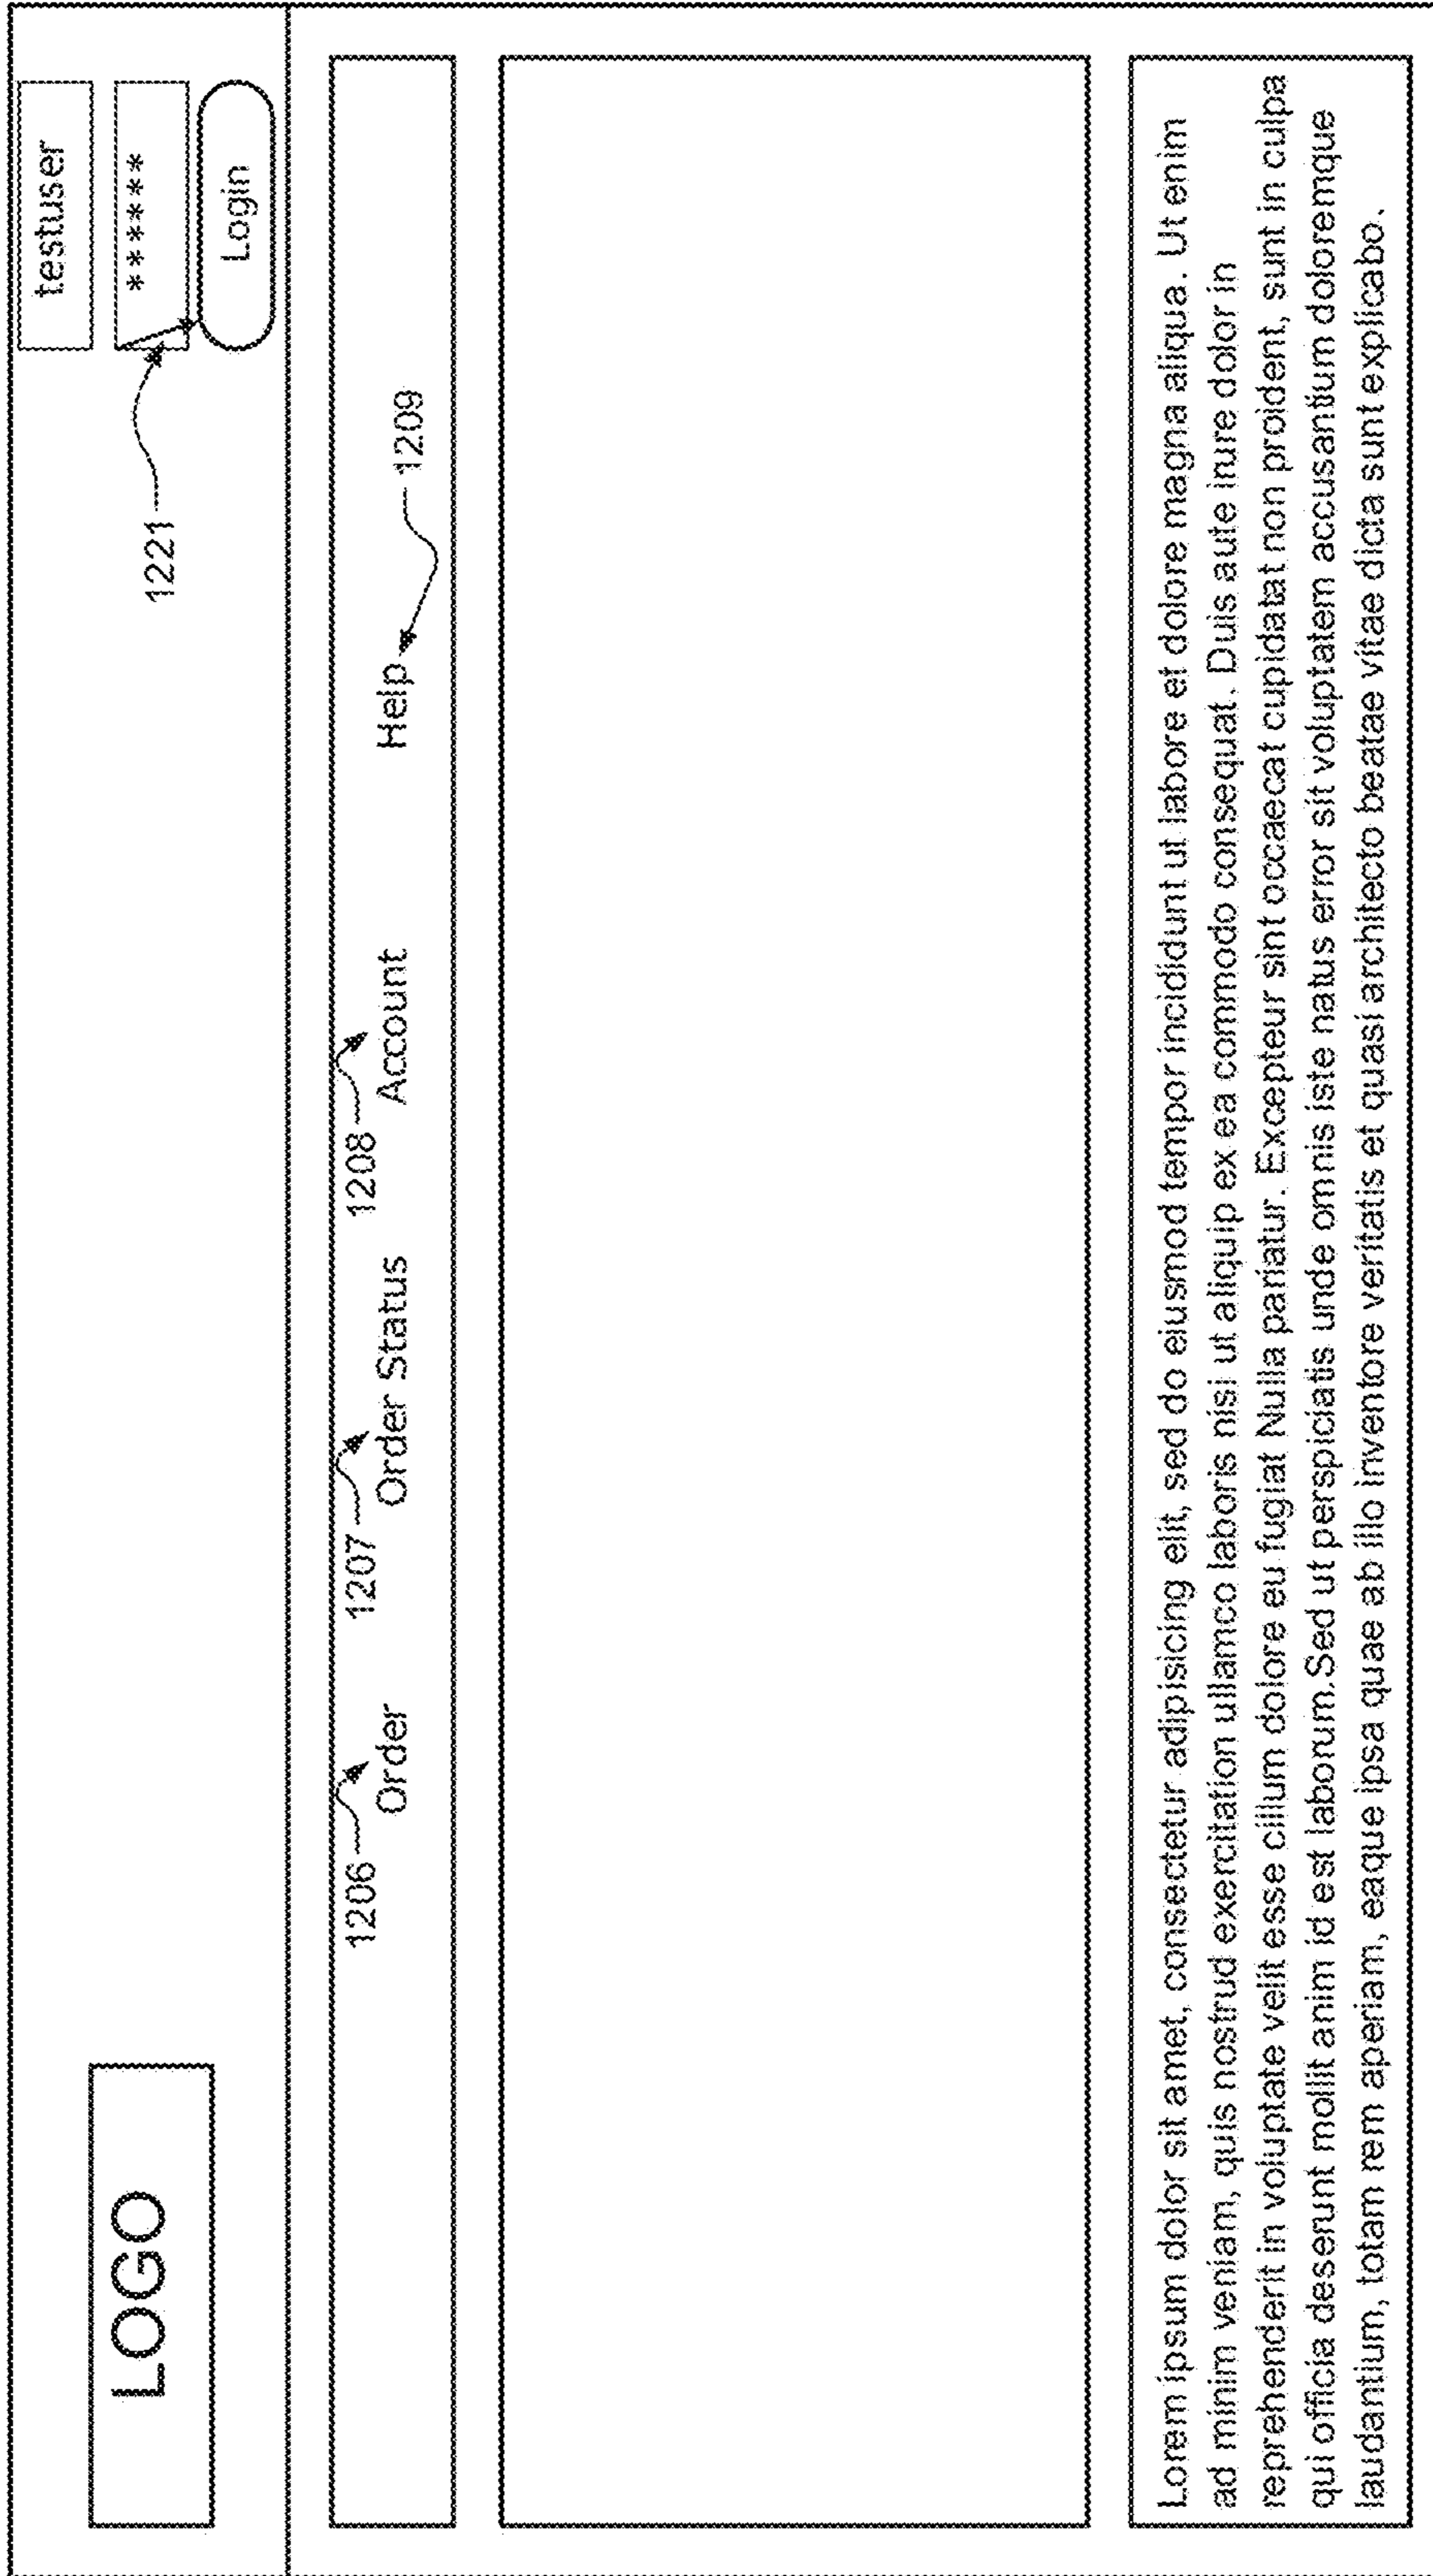 LOGO
testuser
******
Login
1221
1206
1207
1208
Order
Order Status
Account
Help
1209
Lorem ipsum dolor sit amet, consectetur adipisicing elit, sed do eiusmod tempor incididunt ut labore et dolore magna aliqua. Ut enim
ad minim veniam, quis nostrud exercitation ullamco laboris nisi ut aliquip ex ea commodo consequat. Duis aute irure dolor in
reprehenderit in voluptate velit esse cillum dolore eu fugiat Nulla pariatur. Excepteur sint occaecat cupidatat non proident, sunt in culpa
qui officia deserunt mollit anim id est laborum.Sed ut perspiciatis unde omnis iste natus error sit voluptatem accusantium doloremque
laudantium, totam rem aperiam, eaque ipsa quae ab illo inventore veritatis et quasi architecto beatae vitae dicta sunt explicabo.